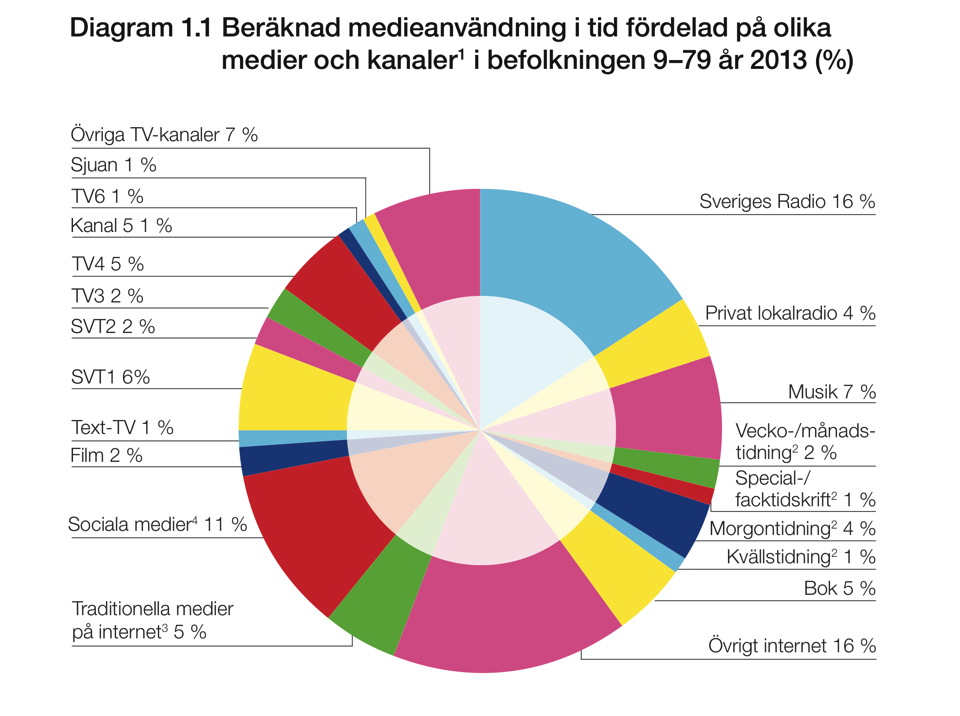 Diagram 1.1 Beräknad medieanvändning i tid fördelad på olika
medier och kanaler¹ i befolkningen 9–79 år 2013 (%)
Övriga TV-kanaler 7 %
Sjuan 1 %
TV6 1 %
Kanal 5 1 %
TV4 5 %
TV3 2 %
SVT2 2 %
SVT1 6%
Text-TV 1 %
Film 2 %
Sociala medier⁴ 11 %
Traditionella medier
på internet³ 5 %
Sveriges Radio 16 %
Privat lokalradio 4 %
Musik 7 %
Vecko-/månads-
tidning² 2 %
Special-/
facktidskrift² 1 %
Morgontidning² 4 %
Kvällstidning² 1 %
Bok 5 %
Övrigt internet 16 %